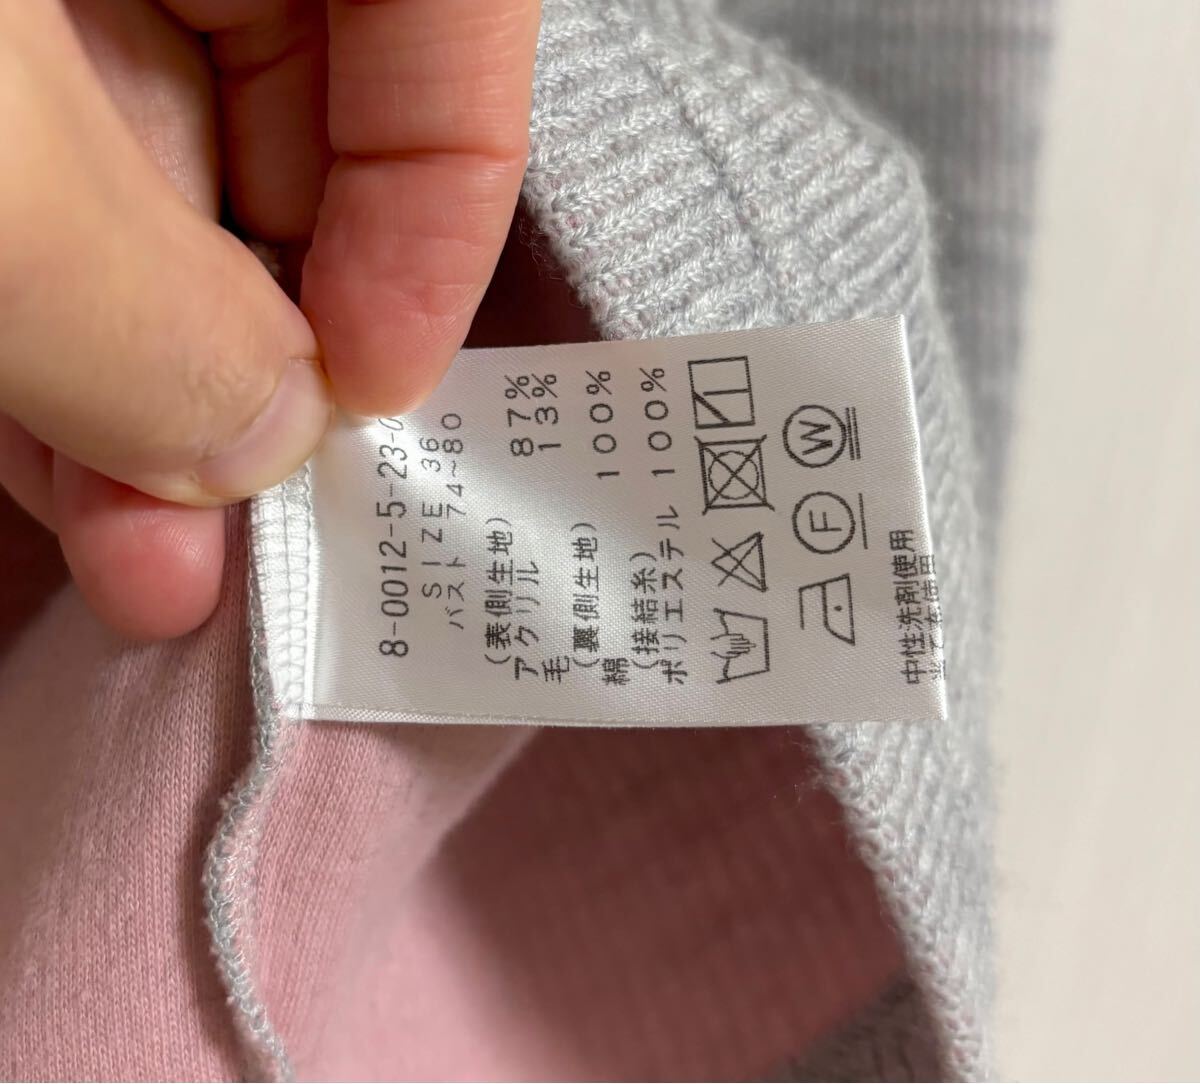 8-0012-5-23-0
SIZE 36
バスト 74~80
(表側生地)
アクリル 87%
毛 13%
(裏側生地)
綿 100%
(接結糸)
ポリエステル 100%
W
F
中性洗剤使用